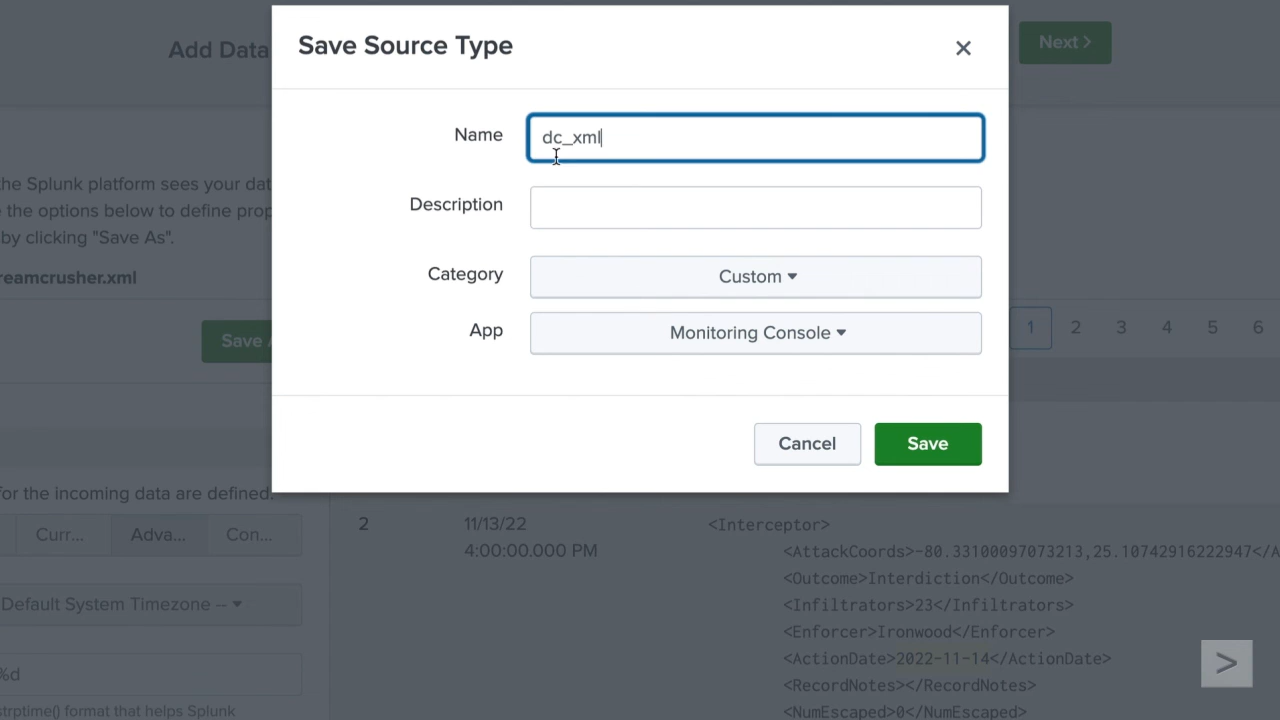 Add Data
Save Source Type
Next >
Name
dc_xml
the Splunk platform sees your dat
e the options below to define prop
by clicking "Save As".
Description
reamcrusher.xml
Category
Custom
App
Monitoring Console
Save A
1 2 3 4 5 6
Cancel
Save
for the incoming data are defined.
Curr... Adva... Con...
Default System Timezone --
%d
strptime() format that helps Splunk
2
11/13/22
4:00:00.000 PM
<Interceptor>
<AttackCoords>-80.33100097073213,25.10742916222947</A
<Outcome>Interdiction</Outcome>
<Infiltrators>23</Infiltrators>
<Enforcer>Ironwood</Enforcer>
<ActionDate>2022-11-14</ActionDate>
<RecordNotes></RecordNotes>
<NumEscaped>0</NumEscaped>
>